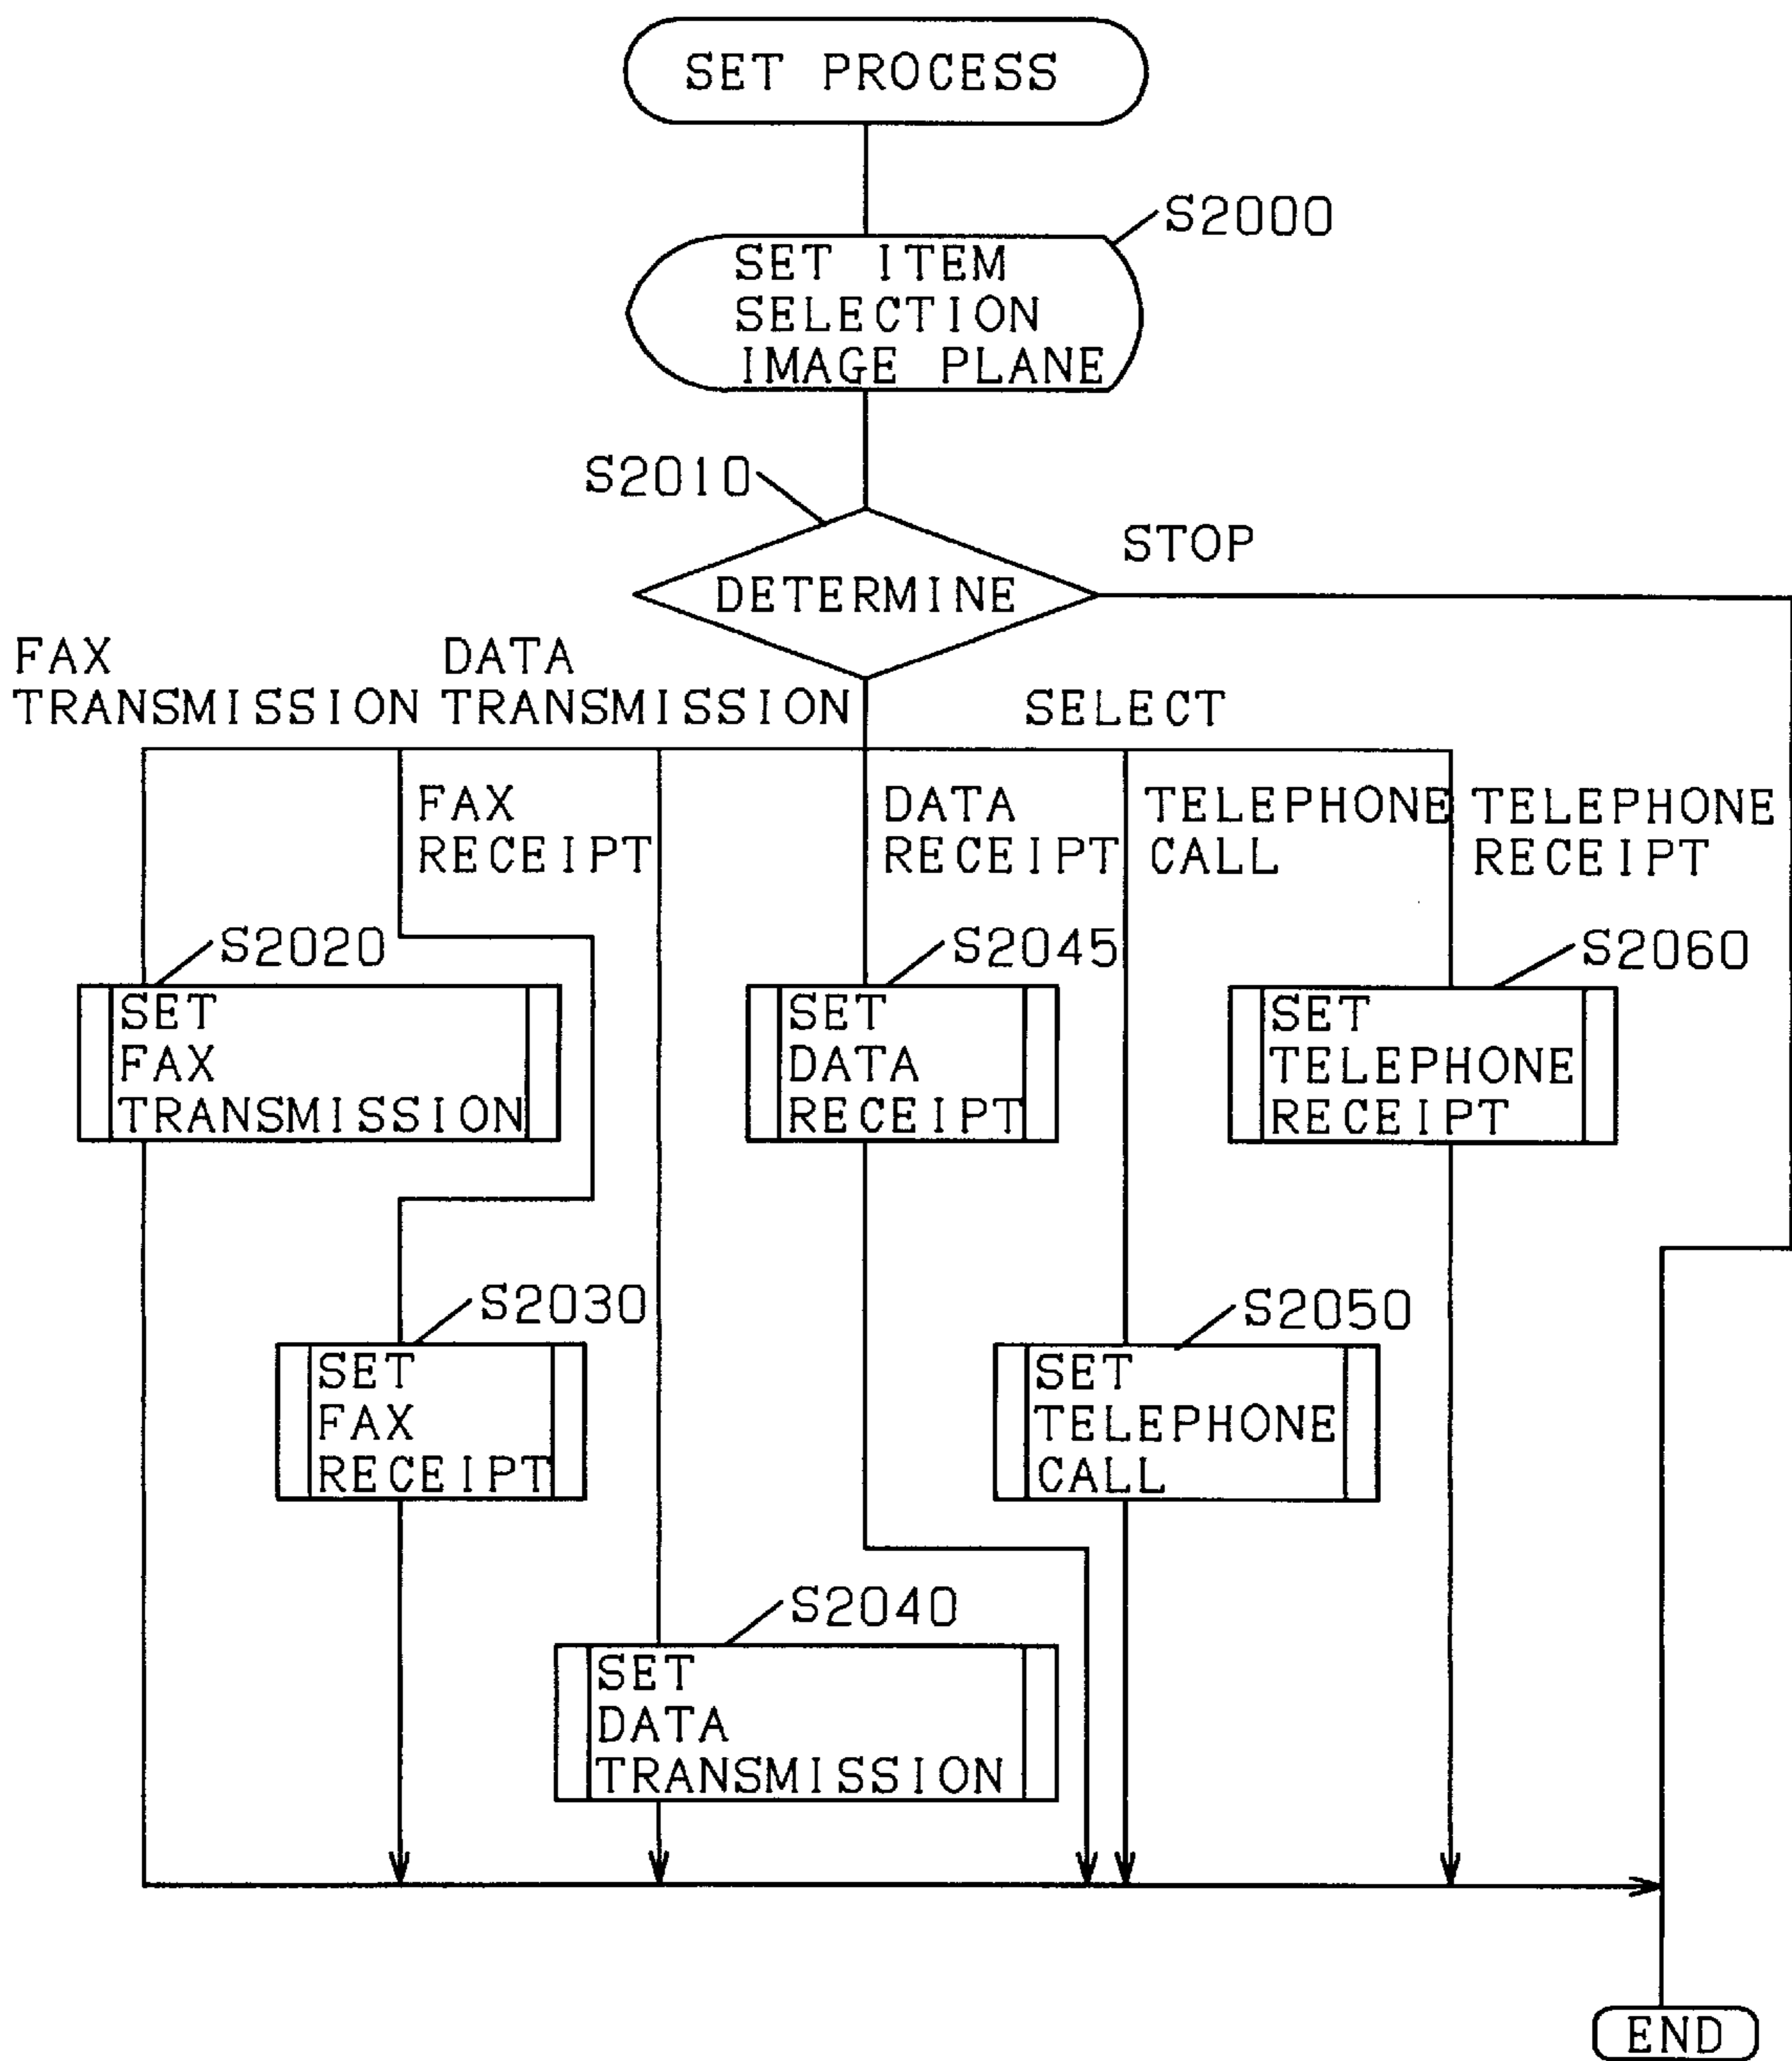 SET PROCESS
S2000
SET ITEM
SELECTION
IMAGE PLANE
S2010
STOP
DETERMINE
FAX
TRANSMISSION
DATA
TRANSMISSION
SELECT
FAX
RECEIPT
DATA
RECEIPT
TELEPHONE
CALL
TELEPHONE
RECEIPT
S2020
SET
FAX
TRANSMISSION
S2045
SET
DATA
RECEIPT
S2060
SET
TELEPHONE
RECEIPT
S2030
SET
FAX
RECEIPT
S2050
SET
TELEPHONE
CALL
S2040
SET
DATA
TRANSMISSION
END